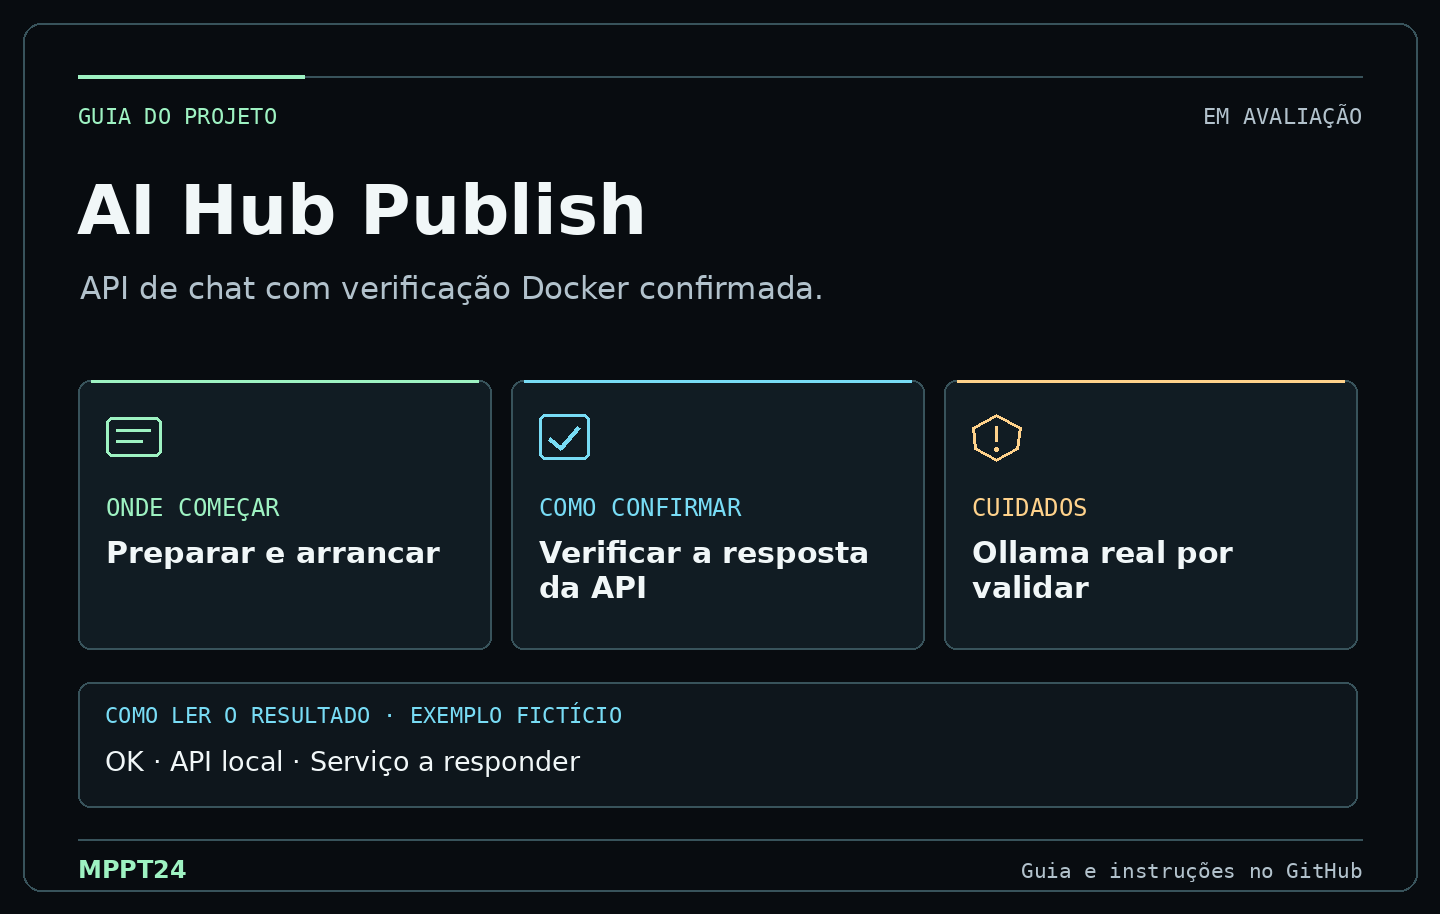 GUIA DO PROJETO
EM AVALIAÇÃO
AI Hub Publish
API de chat com verificação Docker confirmada.
ONDE COMEÇAR
Preparar e arrancar
COMO CONFIRMAR
Verificar a resposta
da API
CUIDADOS
Ollama real por
validar
COMO LER O RESULTADO · EXEMPLO FICTÍCIO
OK · API local · Serviço a responder
MPPT24
Guia e instruções no GitHub